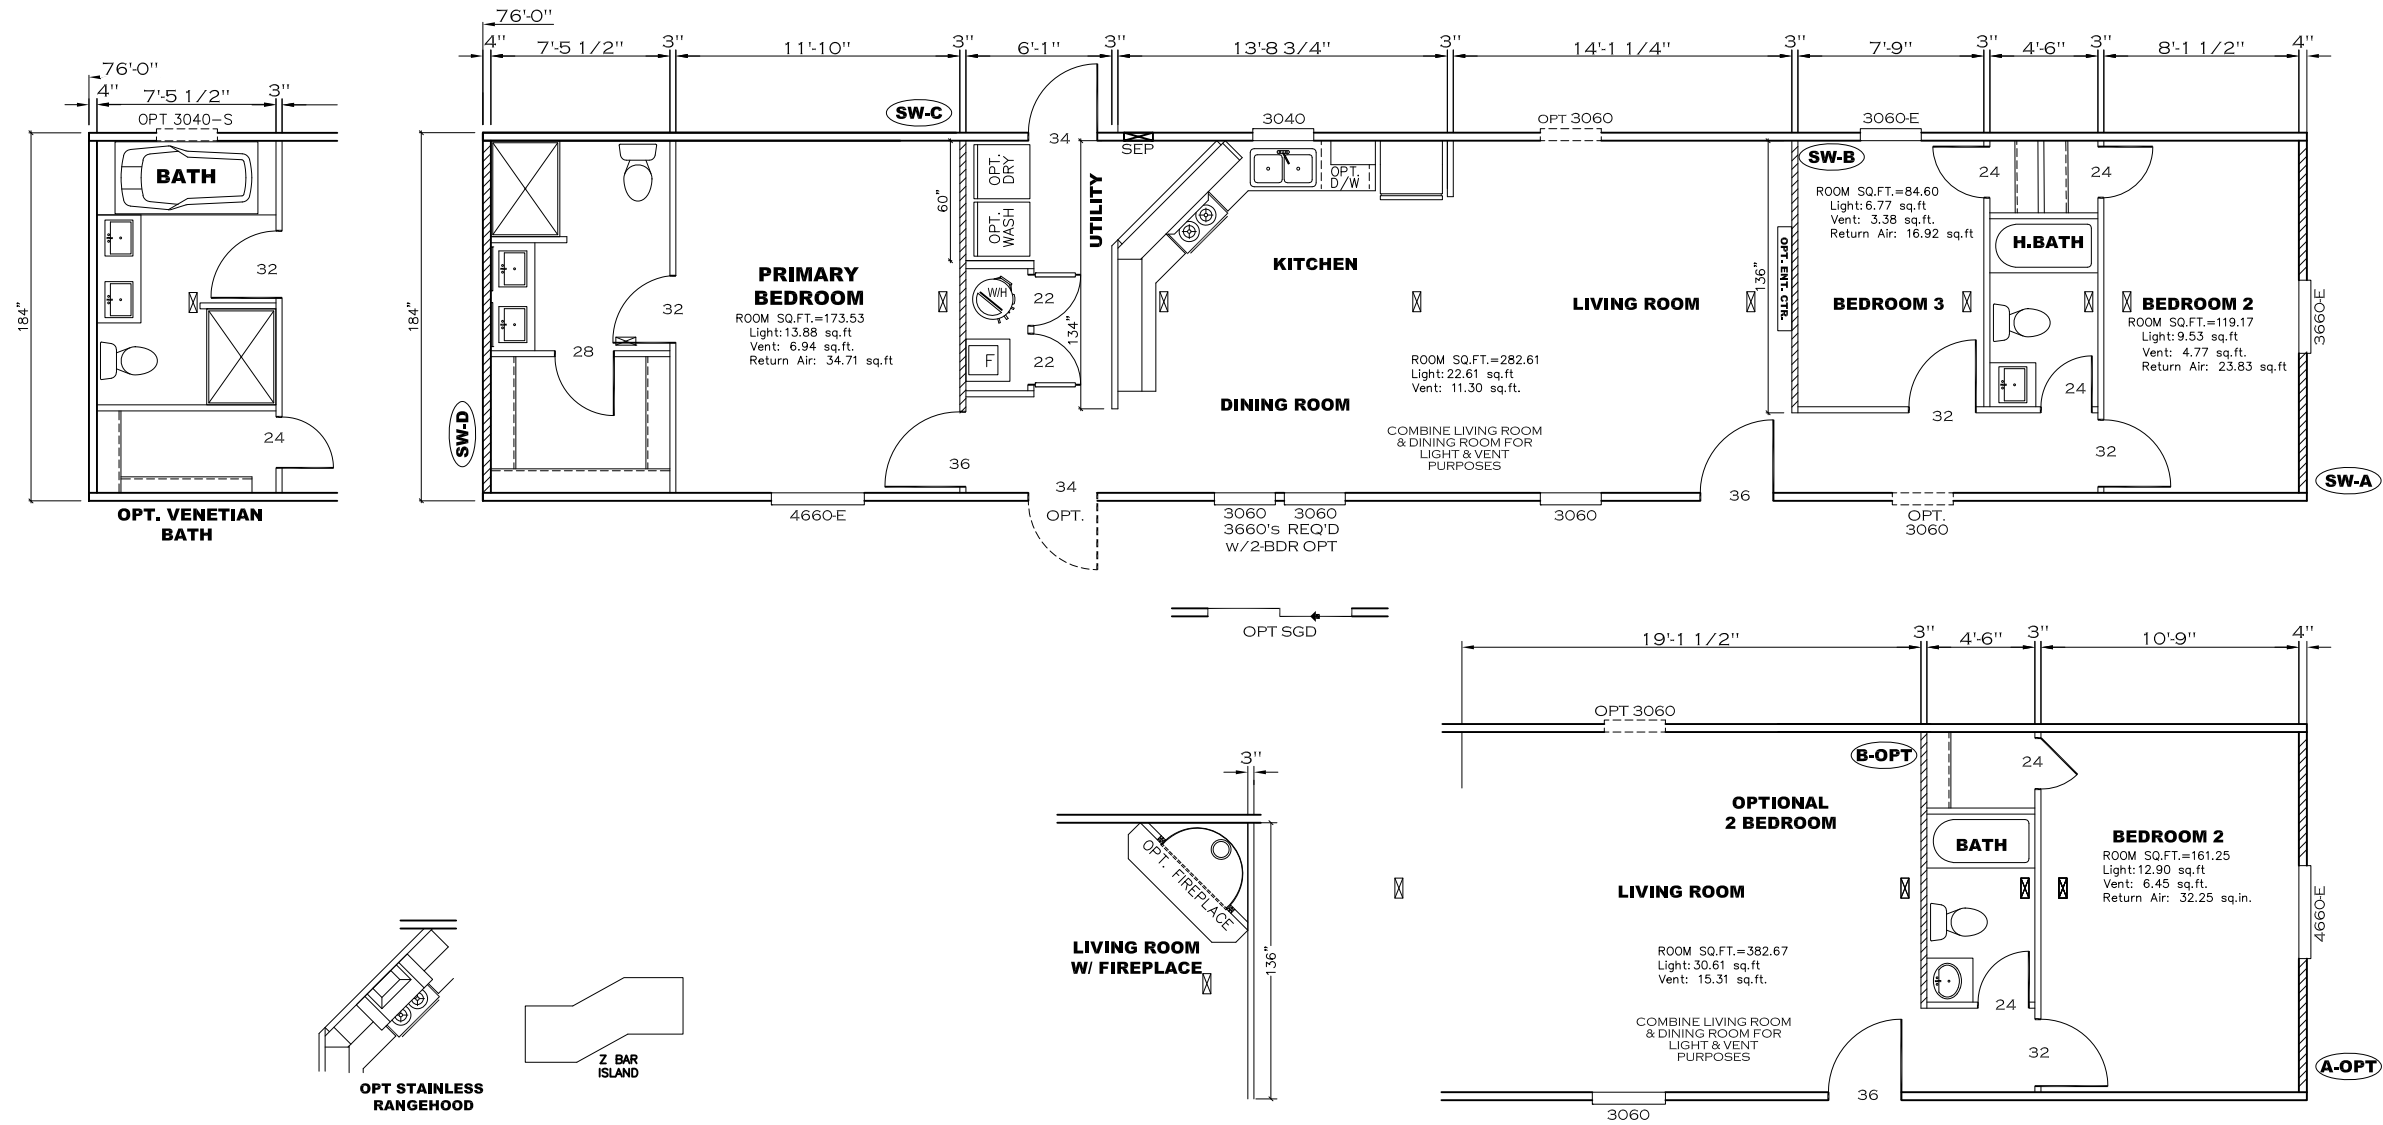 76'-0"
4"
7'-5 1/2"
3"
11'-10"
3"
6'-1"
3"
13'-8 3/4"
3"
14'-1 1/4"
3"
7'-9"
3"
4'-6"
3"
8'-1 1/2"
4"
76'-0"
4"
7'-5 1/2"
3"
OPT 3040-S
BATH
32
24
184"
OPT. VENETIAN
BATH
SW-C
34
SEP
3040
OPT 3060
3060-E
SW-B
184"
SW-D
32
28
PRIMARY
BEDROOM
ROOM SQ.FT.=173.53
Light:13.88 sq.ft
Vent: 6.94 sq.ft.
Return Air: 34.71 sq.ft
60"
OPT.
DRY
OPT.
WASH
W/H
F
22
22
134"
UTILITY
OPT.
D/W
KITCHEN
DINING ROOM
LIVING ROOM
ROOM SQ.FT.=282.61
Light:22.61 sq.ft
Vent: 11.30 sq.ft.
COMBINE LIVING ROOM
& DINING ROOM FOR
LIGHT & VENT
PURPOSES
136"
OPT. ENT. CTR.
ROOM SQ.FT.=84.60
Light:6.77 sq.ft
Vent: 3.38 sq.ft.
Return Air: 16.92 sq.ft
BEDROOM 3
24
24
H.BATH
24
BEDROOM 2
ROOM SQ.FT.=119.17
Light:9.53 sq.ft
Vent: 4.77 sq.ft.
Return Air: 23.83 sq.ft
3660-E
32
32
36
34
36
SW-A
4660-E
OPT.
3060
3060
3660's REQ'D
W/2-BDR OPT
3060
OPT.
3060
OPT SGD
19'-1 1/2"
3"
4'-6"
3"
10'-9"
4"
OPT 3060
B-OPT
24
OPTIONAL
2 BEDROOM
BATH
BEDROOM 2
ROOM SQ.FT.=161.25
Light:12.90 sq.ft
Vent: 6.45 sq.ft.
Return Air: 32.25 sq.in.
4660-E
LIVING ROOM
ROOM SQ.FT.=382.67
Light:30.61 sq.ft
Vent: 15.31 sq.ft.
COMBINE LIVING ROOM
& DINING ROOM FOR
LIGHT & VENT
PURPOSES
24
32
36
A-OPT
3060
3"
OPT. FIREPLACE
LIVING ROOM
W/ FIREPLACE
136"
OPT STAINLESS
RANGEHOOD
Z BAR
ISLAND